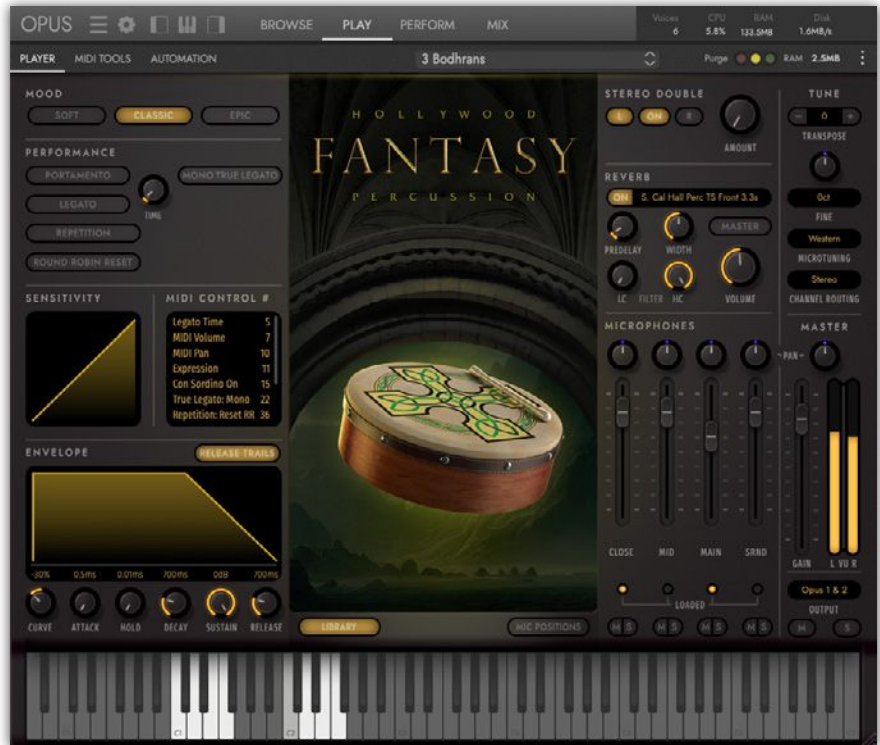 OPUS BROWSE PLAY PERFORM MIX
Voices CPU RAM Disk
6 5.8% 133.5MB 1.6MB/s
PLAYER MIDI TOOLS AUTOMATION 3 Bodhrans Purge RAM 2.5MB
MOOD
SOFT CLASSIC EPIC
PERFORMANCE
PORTAMENTO MONO TRUE LEGATO
LEGATO
TIME
REPETITION
ROUND ROBIN RESET
SENSITIVITY
MIDI CONTROL #
Legato Time 5
MIDI Volume 7
MIDI Pan 10
Expression 11
Con Sordino On 15
True Legato: Mono 22
Repetition: Reset RR 36
ENVELOPE RELEASE TRAILS
-30% 0.5ms 0.01ms 700ms 0dB 700ms
CURVE ATTACK HOLD DECAY SUSTAIN RELEASE
HOLLYWOOD
FANTASY
PERCUSSION
LIBRARY MIC POSITIONS
STEREO DOUBLE
L ON R
AMOUNT
REVERB
ON S. Cal Hall Perc TS Front 3.3s
MASTER
PREDELAY WIDTH
LC FILTER HC VOLUME
MICROPHONES
CLOSE MID MAIN SRND
LOADED
M S M S M S M S
TUNE
- 0 +
TRANSPOSE
0ct
FINE
Western
MICROTUNING
Stereo
CHANNEL ROUTING
MASTER
~PAN~
GAIN L VU R
Opus 1 & 2
OUTPUT
M S
C1 C2